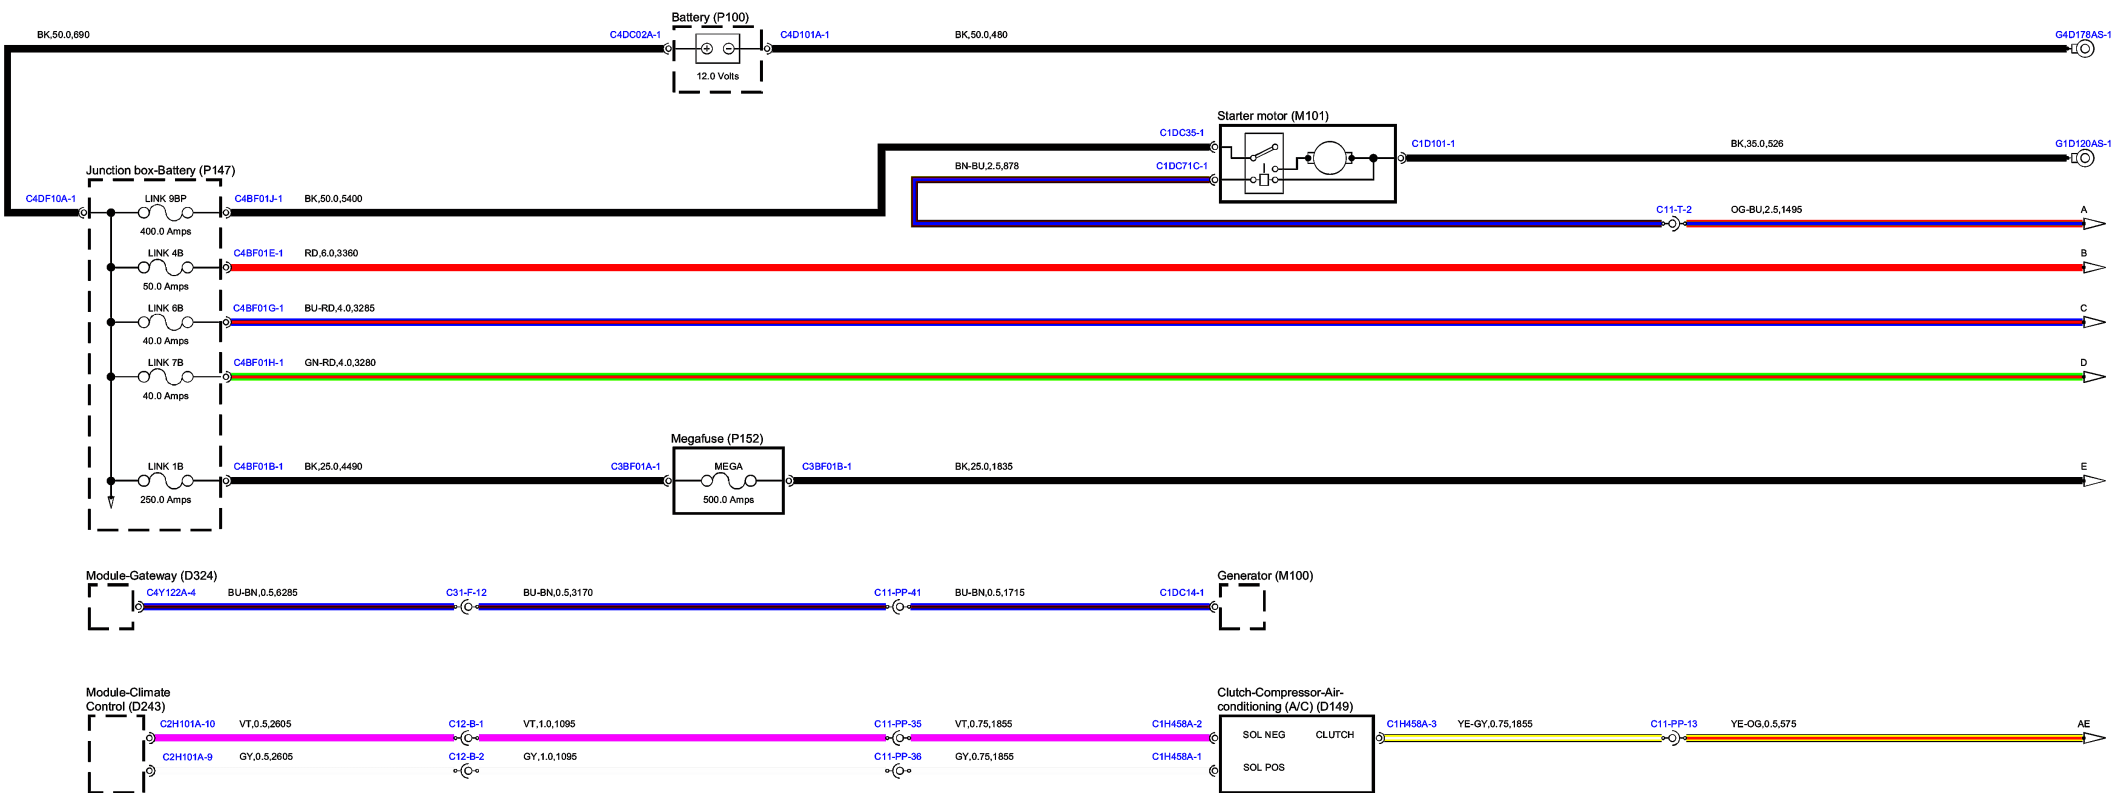 Battery (P100)
BK,50.0,690
C4DC02A-1
C4D101A-1
BK,50.0,480
G4D178AS-1
+ -
12.0 Volts
Starter motor (M101)
C1DC35-1
C1D101-1
BK,35.0,526
G1D120AS-1
BN-BU,2.5,878
C1DC71C-1
Junction box-Battery (P147)
C4DF10A-1
LINK 9BP
C4BF01J-1
BK,50.0,5400
400.0 Amps
C11-T-2
OG-BU,2.5,1495
A
LINK 4B
C4BF01E-1
RD,6.0,3360
B
50.0 Amps
LINK 6B
C4BF01G-1
BU-RD,4.0,3285
C
40.0 Amps
LINK 7B
C4BF01H-1
GN-RD,4.0,3280
D
40.0 Amps
Megafuse (P152)
LINK 1B
C4BF01B-1
BK,25.0,4490
C3BF01A-1
MEGA
C3BF01B-1
BK,25.0,1835
E
250.0 Amps
500.0 Amps
Module-Gateway (D324)
Generator (M100)
C4Y122A-4
BU-BN,0.5,6285
C31-F-12
BU-BN,0.5,3170
C11-PP-41
BU-BN,0.5,1715
C1DC14-1
Module-Climate
Control (D243)
Clutch-Compressor-Air-
conditioning (A/C) (D149)
C2H101A-10
VT,0.5,2605
C12-B-1
VT,1.0,1095
C11-PP-35
VT,0.75,1855
C1H458A-2
SOL NEG
CLUTCH
C1H458A-3
YE-GY,0.75,1855
C11-PP-13
YE-OG,0.5,575
AE
C2H101A-9
GY,0.5,2605
C12-B-2
GY,1.0,1095
C11-PP-36
GY,0.75,1855
C1H458A-1
SOL POS